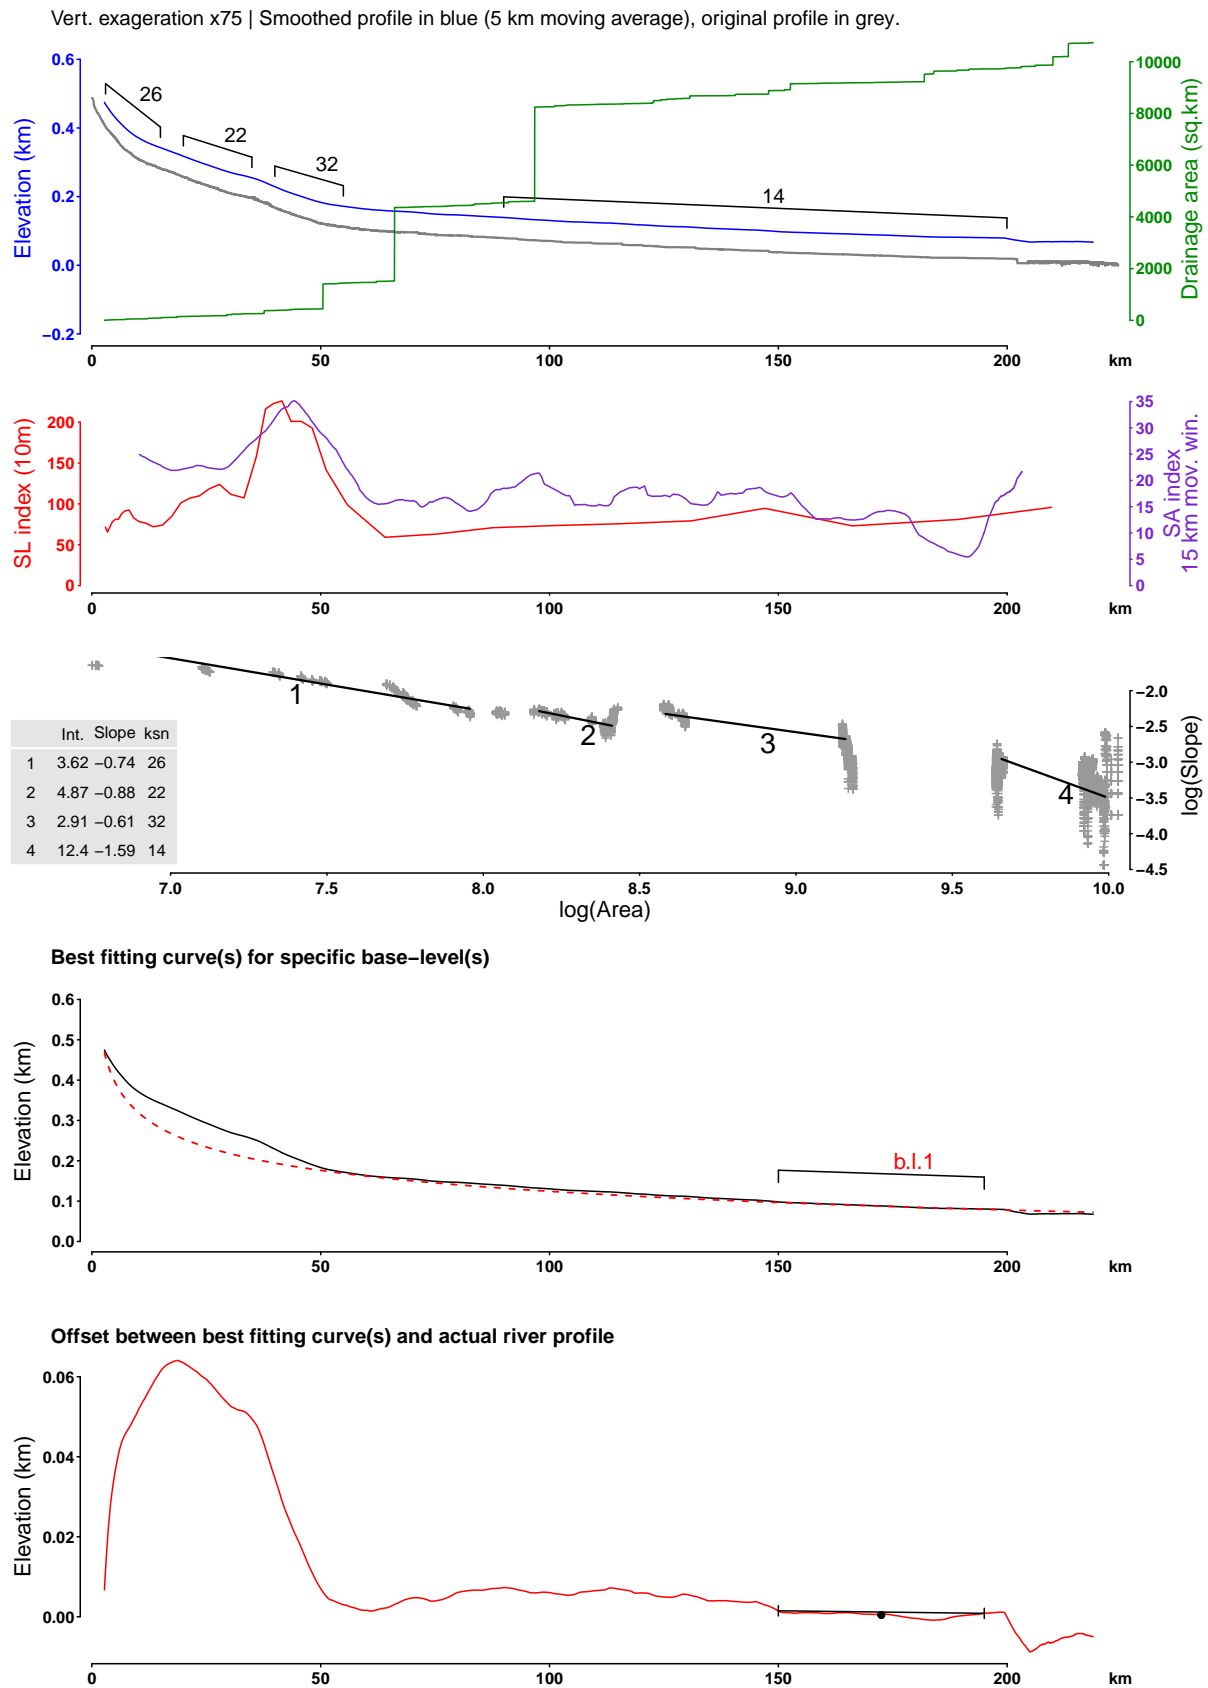 Vert. exageration x75 | Smoothed profile in blue (5 km moving average), original profile in grey.
0.6
0.4
0.2
0.0
−0.2
Elevation (km)
26
22
32
14
10000
8000
6000
4000
2000
0
Drainage area (sq.km)
0 50 100 150 200 km
200
150
100
50
0
SL index (10m)
35
30
25
20
15
10
5
0
SA index
15 km mov. win.
0 50 100 150 200 km
1
2
3
4
−2.0
−2.5
−3.0
−3.5
−4.0
−4.5
log(Slope)
Int. Slope ksn
1 3.62 −0.74 26
2 4.87 −0.88 22
3 2.91 −0.61 32
4 12.4 −1.59 14
7.0 7.5 8.0 8.5 9.0 9.5 10.0
log(Area)
Best fitting curve(s) for specific base−level(s)
0.6
0.5
0.4
0.3
0.2
0.1
0.0
Elevation (km)
b.l.1
0 50 100 150 200 km
Offset between best fitting curve(s) and actual river profile
0.06
0.04
0.02
0.00
Elevation (km)
0 50 100 150 200 km